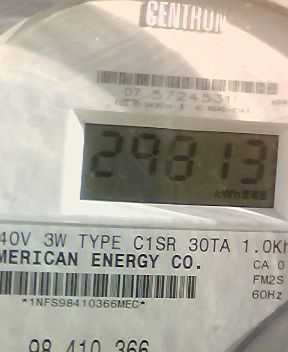 CENTRON
07 57245311
29813
kWh
40V 3W TYPE C1SR 30TA 1.0Kh
MERICAN ENERGY CO.
CA 0
FM2S
60Hz
*1NFS98410366MEC*
98 410 366